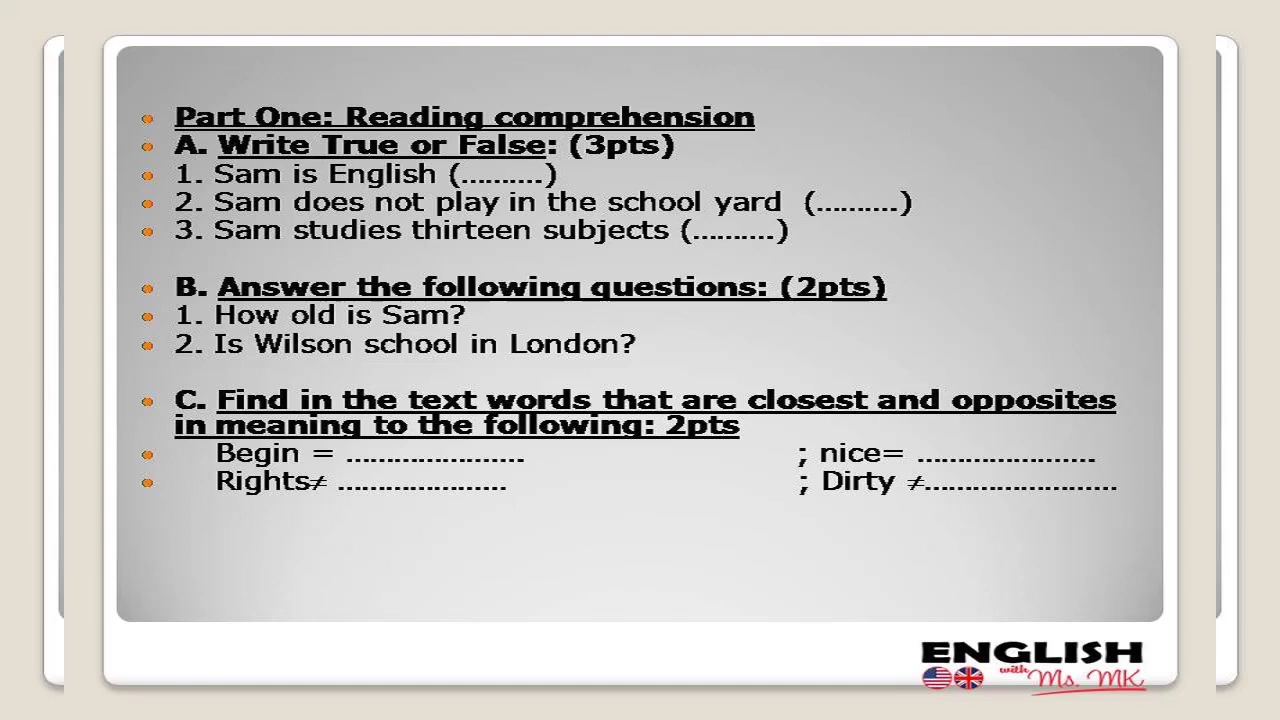 Part One: Reading comprehension
A. Write True or False: (3pts)
1. Sam is English (..........)
2. Sam does not play in the school yard (..........)
3. Sam studies thirteen subjects (..........)
B. Answer the following questions: (2pts)
1. How old is Sam?
2. Is Wilson school in London?
C. Find in the text words that are closest and opposites
in meaning to the following: 2pts
Begin = ...................... ; nice= ......................
Rights≠ ..................... ; Dirty ≠........................
ENGLISH
with Ms. MK